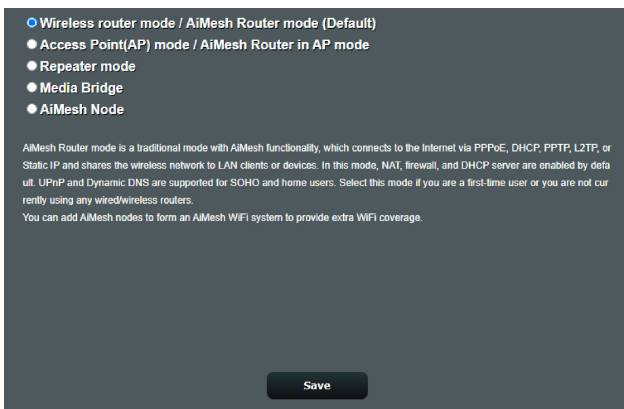 Wireless router mode / AiMesh Router mode (Default)
Access Point(AP) mode / AiMesh Router in AP mode
Repeater mode
Media Bridge
AiMesh Node
AiMesh Router mode is a traditional mode with AiMesh functionality, which connects to the Internet via PPPoE, DHCP, PPTP, L2TP, or
Static IP and shares the wireless network to LAN clients or devices. In this mode, NAT, firewall, and DHCP server are enabled by defa
ult. UPnP and Dynamic DNS are supported for SOHO and home users. Select this mode if you are a first-time user or you are not cur
rently using any wired/wireless routers.
You can add AiMesh nodes to form an AiMesh WiFi system to provide extra WiFi coverage.
Save